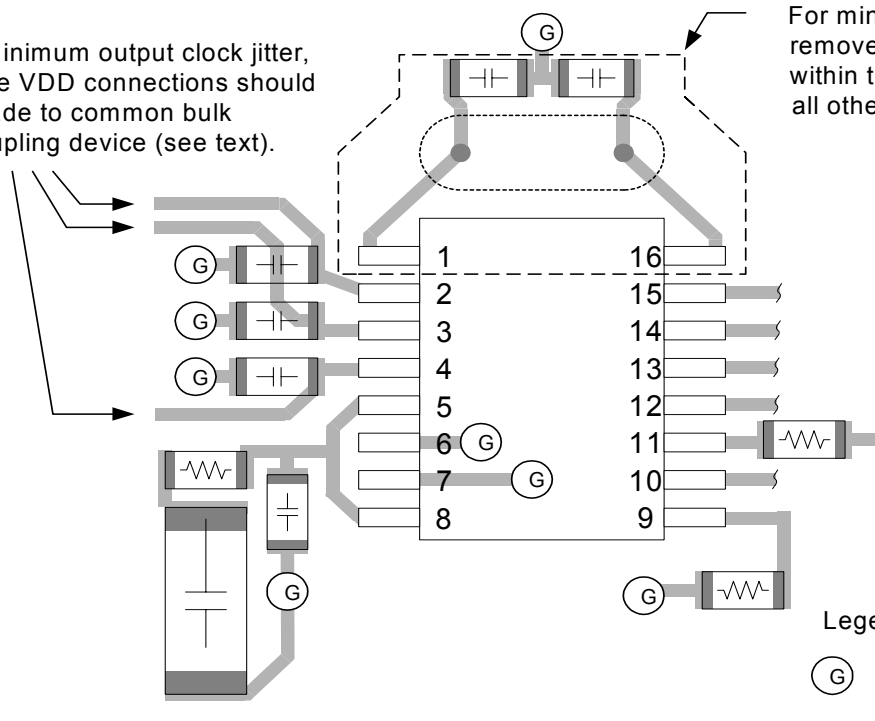 inimum output clock jitter,
e VDD connections should
de to common bulk
upling device (see text).
For min
remove
within t
all othe
G
G
G
G
1
2
3
4
5
6
7
8
16
15
14
13
12
11
10
9
G
G
G
G
Lege
G